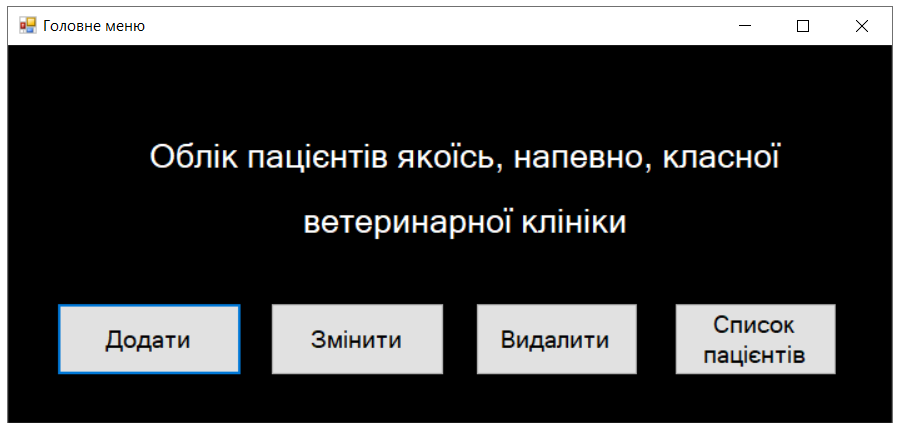 Головне меню
Облік пацієнтів якоїсь, напевно, класної
ветеринарної клініки
Додати
Змінити
Видалити
Список
пацієнтів